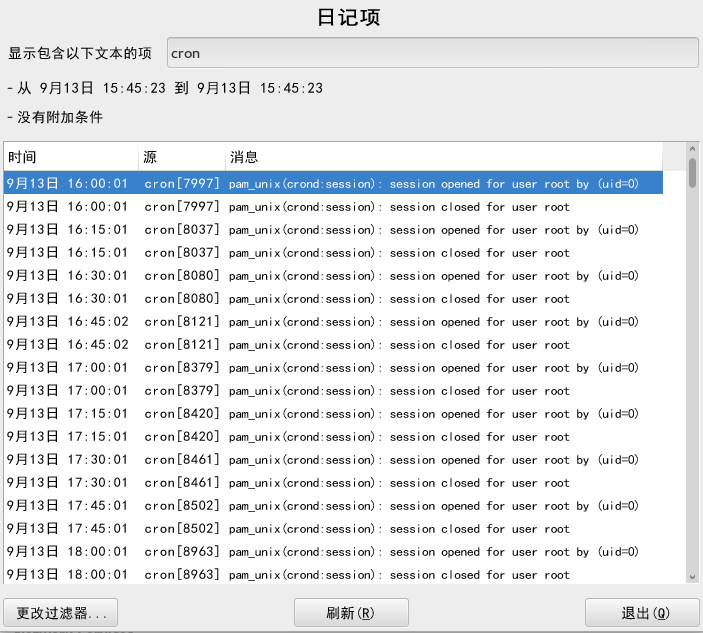 日记项
显示包含以下文本的项 cron
- 从 9月13日 15:45:23 到 9月13日 15:45:23
- 没有附加条件
时间 源 消息
9月13日 16:00:01 cron[7997] pam_unix(crond:session): session opened for user root by (uid=0)
9月13日 16:00:01 cron[7997] pam_unix(crond:session): session closed for user root
9月13日 16:15:01 cron[8037] pam_unix(crond:session): session opened for user root by (uid=0)
9月13日 16:15:01 cron[8037] pam_unix(crond:session): session closed for user root
9月13日 16:30:01 cron[8080] pam_unix(crond:session): session opened for user root by (uid=0)
9月13日 16:30:01 cron[8080] pam_unix(crond:session): session closed for user root
9月13日 16:45:02 cron[8121] pam_unix(crond:session): session opened for user root by (uid=0)
9月13日 16:45:02 cron[8121] pam_unix(crond:session): session closed for user root
9月13日 17:00:01 cron[8379] pam_unix(crond:session): session opened for user root by (uid=0)
9月13日 17:00:01 cron[8379] pam_unix(crond:session): session closed for user root
9月13日 17:15:01 cron[8420] pam_unix(crond:session): session opened for user root by (uid=0)
9月13日 17:15:01 cron[8420] pam_unix(crond:session): session closed for user root
9月13日 17:30:01 cron[8461] pam_unix(crond:session): session opened for user root by (uid=0)
9月13日 17:30:01 cron[8461] pam_unix(crond:session): session closed for user root
9月13日 17:45:01 cron[8502] pam_unix(crond:session): session opened for user root by (uid=0)
9月13日 17:45:01 cron[8502] pam_unix(crond:session): session closed for user root
9月13日 18:00:01 cron[8963] pam_unix(crond:session): session opened for user root by (uid=0)
9月13日 18:00:01 cron[8963] pam_unix(crond:session): session closed for user root
更改过滤器... 刷新(R) 退出(Q)